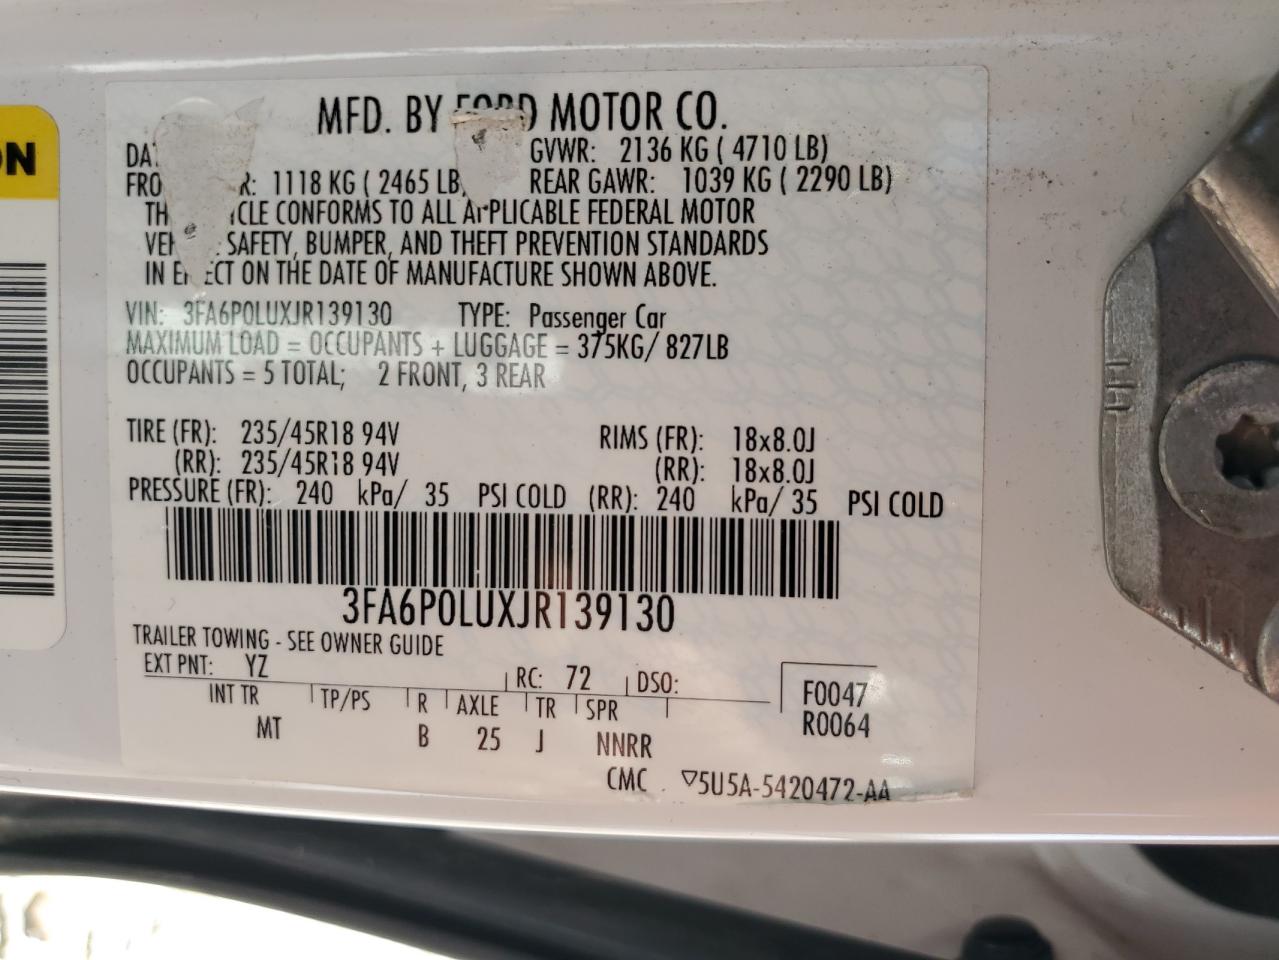 ON
MFD. BY FORD MOTOR CO.
GVWR: 2136 KG ( 4710 LB)
1118 KG ( 2465 LB) REAR GAWR: 1039 KG ( 2290 LB)
CONFORMS TO ALL APPLICABLE FEDERAL MOTOR
SAFETY, BUMPER, AND THEFT PREVENTION STANDARDS
IN EFFECT ON THE DATE OF MANUFACTURE SHOWN ABOVE.
VIN: 3FA6P0LUXJR139130 TYPE: Passenger Car
MAXIMUM LOAD = OCCUPANTS + LUGGAGE = 375KG/ 827LB
OCCUPANTS = 5 TOTAL; 2 FRONT, 3 REAR
TIRE (FR): 235/45R18 94V RIMS (FR): 18x8.0J
(RR): 235/45R18 94V (RR): 18x8.0J
PRESSURE (FR): 240 kPa/ 35 PSI COLD (RR): 240 kPa/ 35 PSI COLD
3FA6P0LUXJR139130
TRAILER TOWING - SEE OWNER GUIDE
EXT PNT: YZ RC: 72 DSO:
INT TR TP/PS R AXLE TR SPR F0047
MT B 25 J NNRR R0064
CMC ▽5U5A-5420472-AA